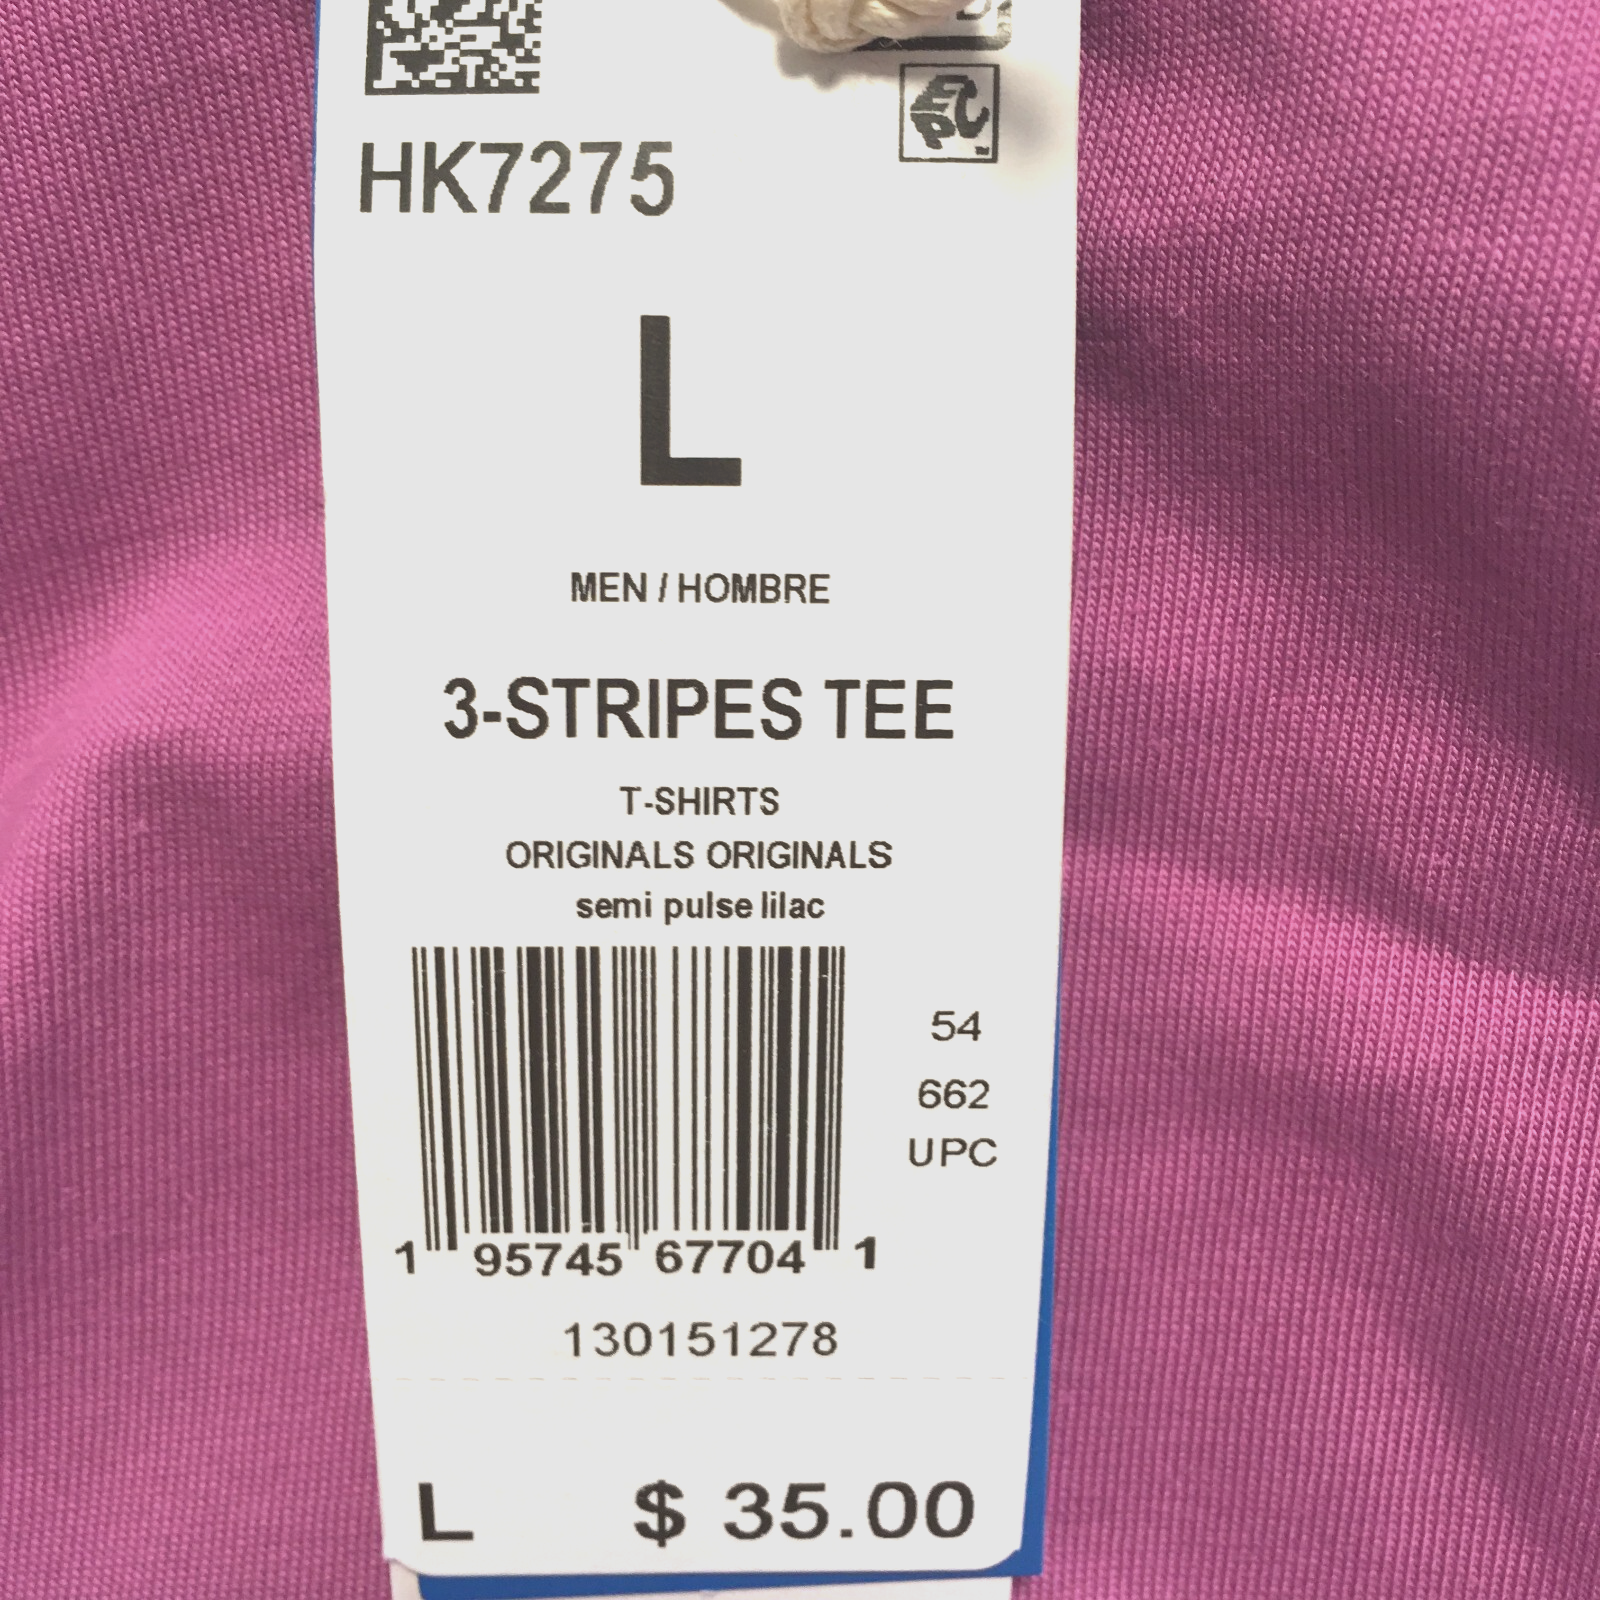 HK7275
L
MEN / HOMBRE
3-STRIPES TEE
T-SHIRTS
ORIGINALS ORIGINALS
semi pulse lilac
54
662
UPC
1 95745 67704 1
130151278
L $ 35.00